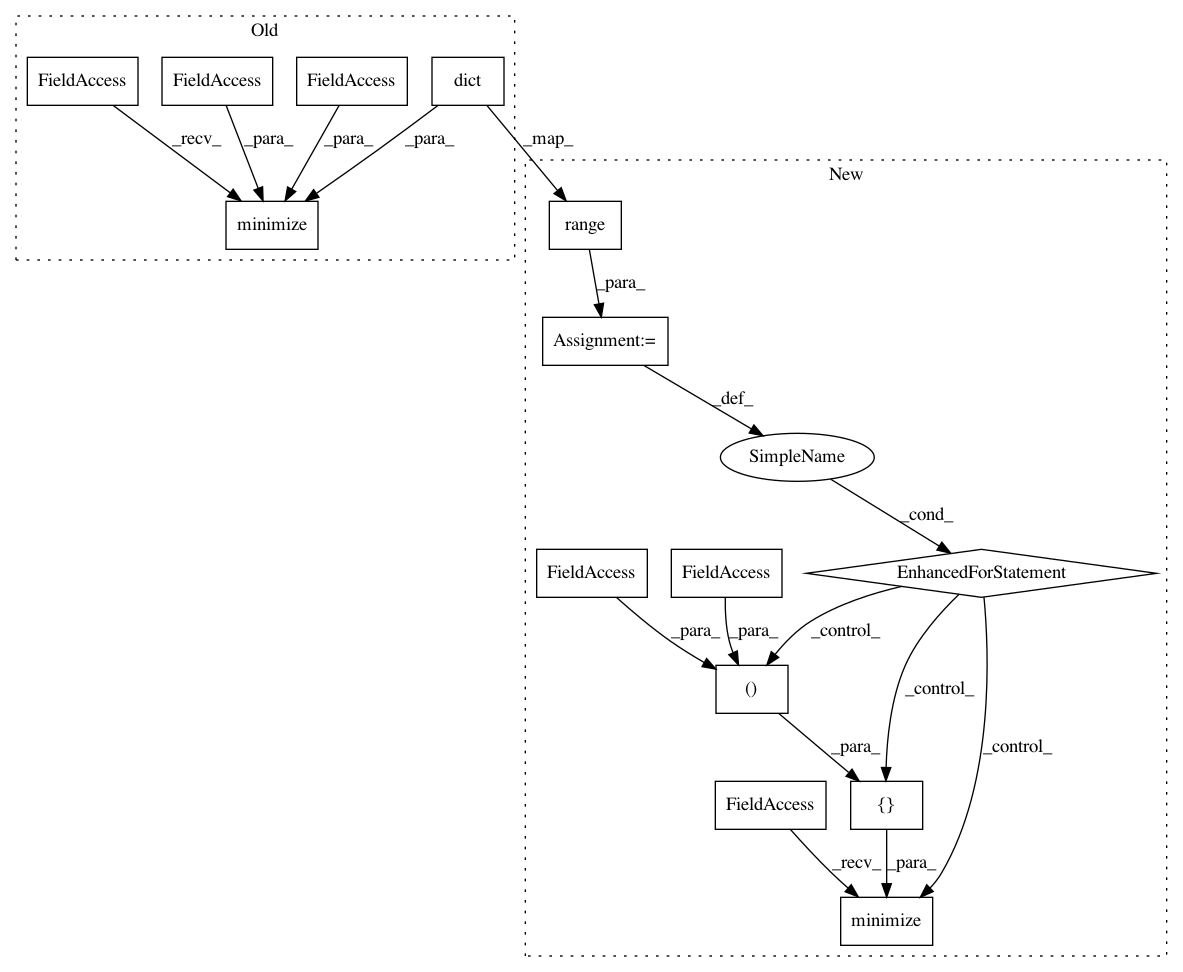 Old
FieldAccess
FieldAccess
FieldAccess
dict
_recv_
_para_
_para_
_para_
_map_
minimize
New
range
_para_
Assignment:=
_def_
SimpleName
_cond_
FieldAccess
FieldAccess
EnhancedForStatement
_para_
_para_
_control_
()
_control_
_control_
_para_
FieldAccess
{}
_recv_
_para_
minimize